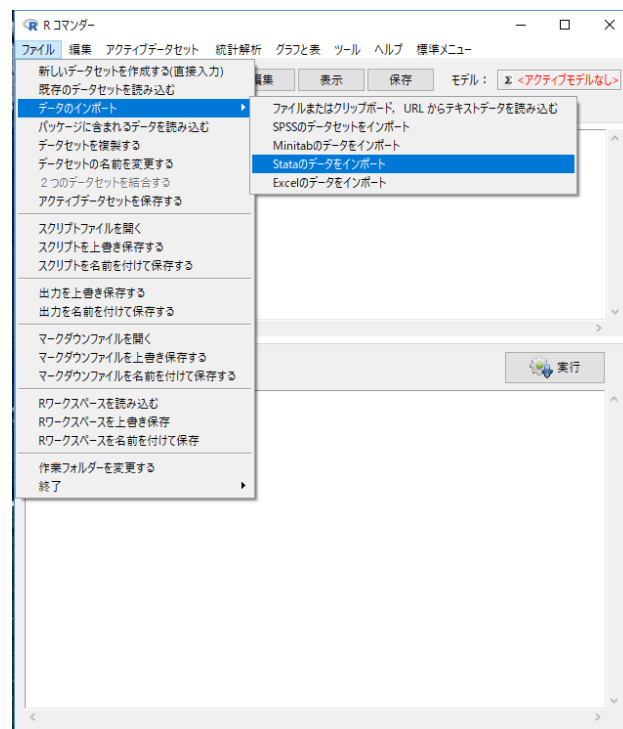 R コマンダー
ファイル 編集 アクティブデータセット 統計解析 グラフと表 ツール ヘルプ 標準メニュー
新しいデータセットを作成する(直接入力)
編集 表示 保存 モデル： Σ <アクティブモデルなし>
既存のデータセットを読み込む
データのインポート
ファイルまたはクリップボード，URL からテキストデータを読み込む
パッケージに含まれるデータを読み込む
SPSSのデータセットをインポート
データセットを複製する
Minitabのデータをインポート
データセットの名前を変更する
Stataのデータをインポート
２つのデータセットを結合する
Excelのデータをインポート
アクティブデータセットを保存する
スクリプトファイルを開く
スクリプトを上書き保存する
スクリプトを名前を付けて保存する
出力を上書き保存する
出力を名前を付けて保存する
マークダウンファイルを開く
マークダウンファイルを上書き保存する
マークダウンファイルを名前を付けて保存する
実行
Rワークスペースを読み込む
Rワークスペースを上書き保存
Rワークスペースを名前を付けて保存
作業フォルダーを変更する
終了